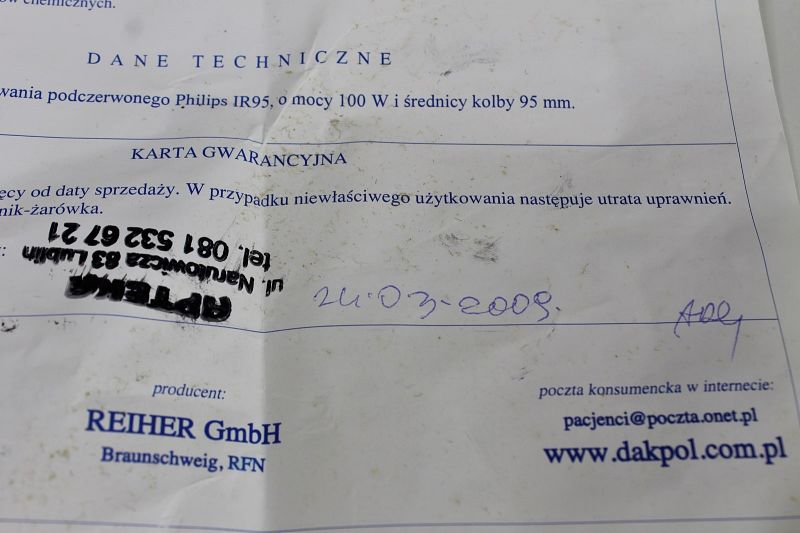 ów chemicznych.
DANE TECHNICZNE
wania podczerwonego Philips IR95, o mocy 100 W i średnicy kolby 95 mm.
KARTA GWARANCYJNA
ęcy od daty sprzedaży. W przypadku niewłaściwego użytkowania następuje utrata uprawnień.
nik-żarówka.
APTEKA
ul. Narutowicza 83 Lublin
tel. 081 532 67 21
24.03-2009.
producent:
REIHER GmbH
Braunschweig, RFN
poczta konsumencka w internecie:
pacjenci@poczta.onet.pl
www.dakpol.com.pl